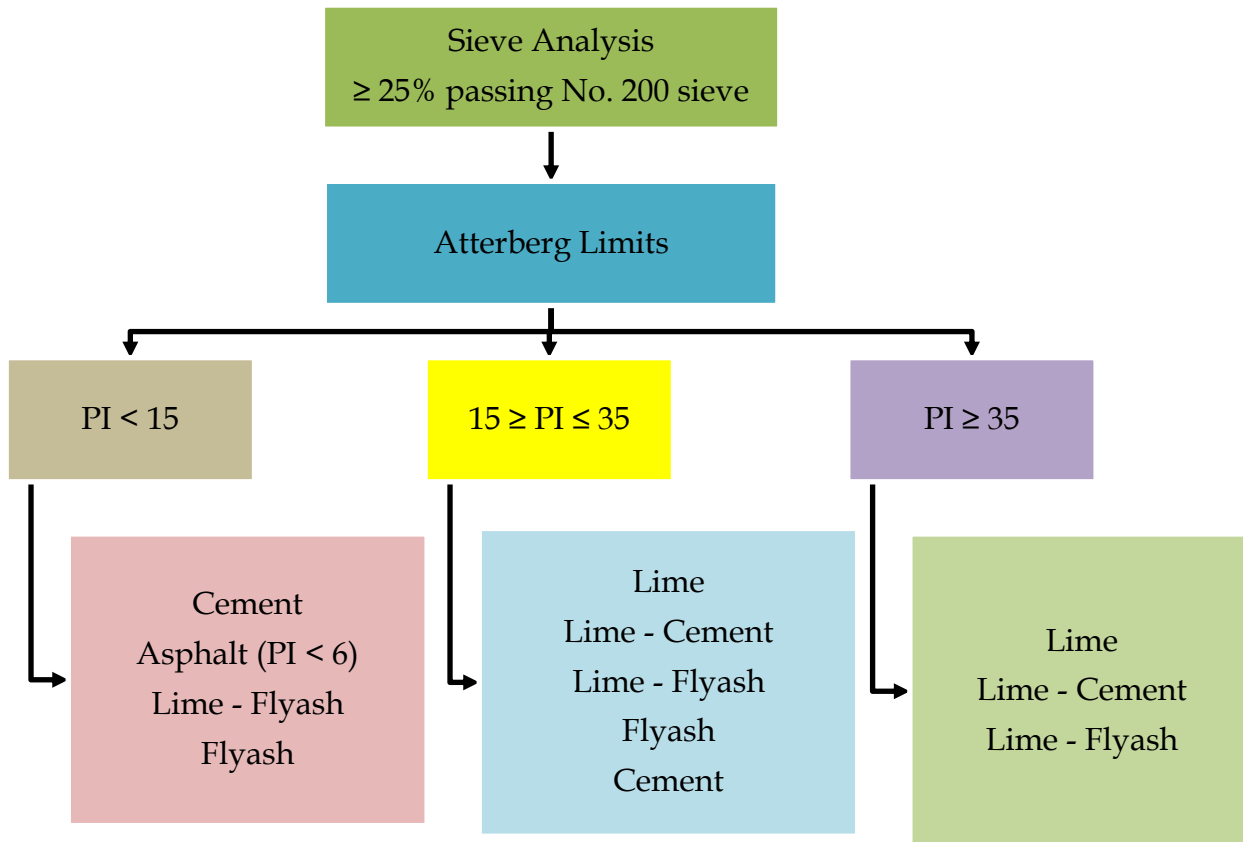 Sieve Analysis
≥ 25% passing No. 200 sieve
Atterberg Limits
PI < 15
15 ≥ PI ≤ 35
PI ≥ 35
Cement
Asphalt (PI < 6)
Lime - Flyash
Flyash
Lime
Lime - Cement
Lime - Flyash
Flyash
Cement
Lime
Lime - Cement
Lime - Flyash